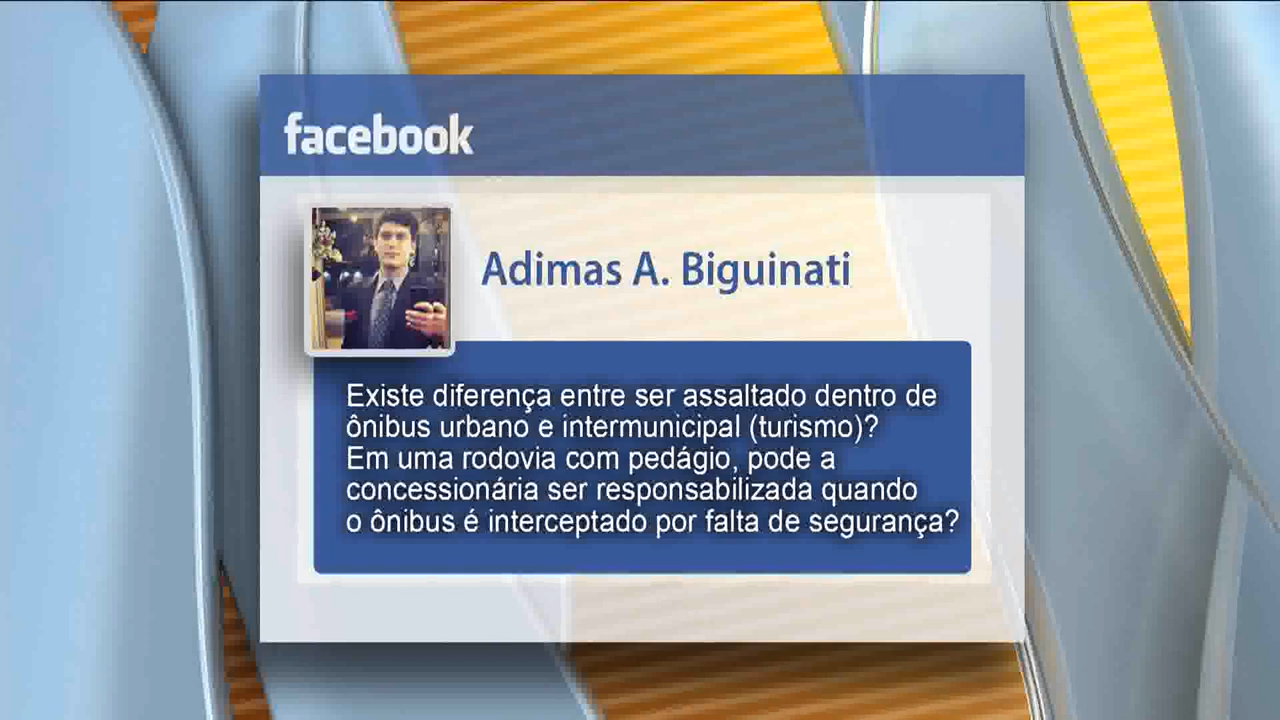 facebook
Adimas A. Biguinati
Existe diferença entre ser assaltado dentro de
ônibus urbano e intermunicipal (turismo)?
Em uma rodovia com pedágio, pode a
concessionária ser responsabilizada quando
o ônibus é interceptado por falta de segurança?